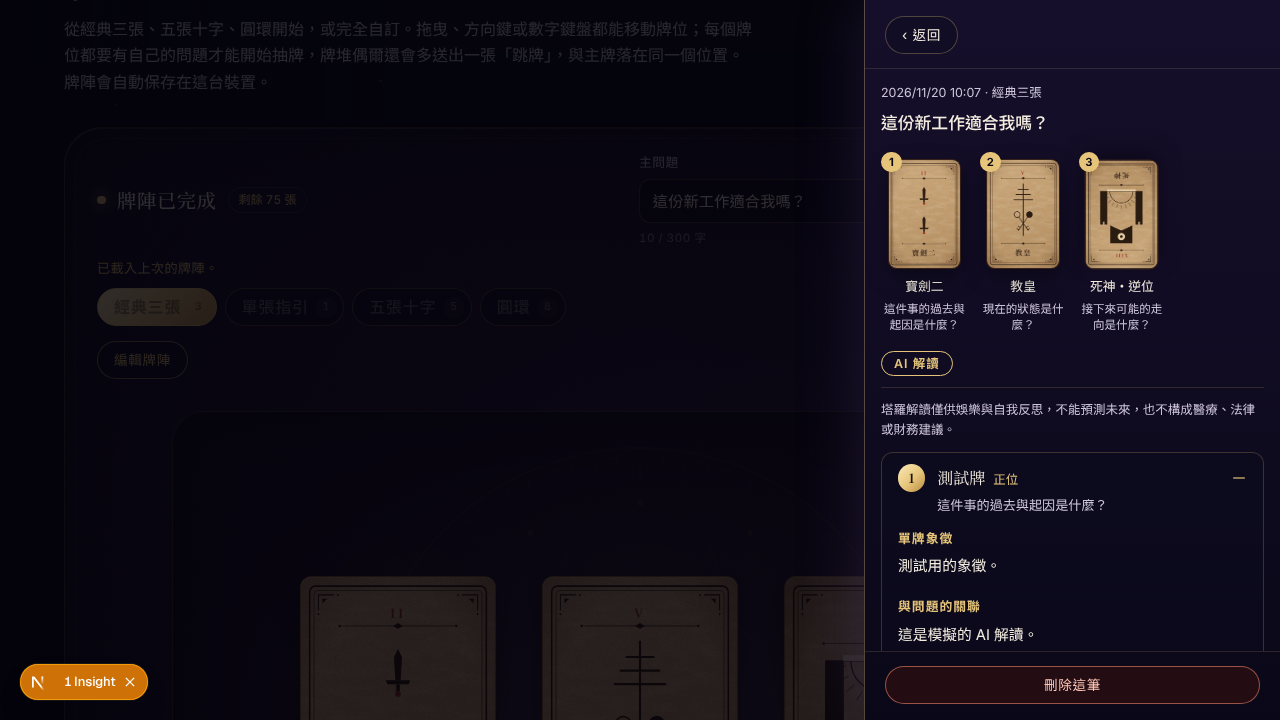 從經典三張、五張十字、圓環開始，或完全自訂。拖曳、方向鍵或數字鍵盤都能移動牌位；每個牌
位都要有自己的問題才能開始抽牌，牌堆偶爾還會多送出一張「跳牌」，與主牌落在同一個位置。
牌陣會自動保存在這台裝置。
牌陣已完成
剩餘 75 張
主問題
這份新工作適合我嗎？
10 / 300 字
已載入上次的牌陣。
經典三張 3
單張指引 1
五張十字 5
圓環 8
編輯牌陣
II
V
1 Insight
‹ 返回
2026/11/20 10:07 · 經典三張
這份新工作適合我嗎？
1
II
寶劍二
2
V
教皇
3
死神
XIII
寶劍二
這件事的過去與
起因是什麼？
教皇
現在的狀態是什
麼？
死神・逆位
接下來可能的走
向是什麼？
AI 解讀
塔羅解讀僅供娛樂與自我反思，不能預測未來，也不構成醫療、法律
或財務建議。
1
測試牌 正位
這件事的過去與起因是什麼？
單牌象徵
測試用的象徵。
與問題的關聯
這是模擬的 AI 解讀。
刪除這筆